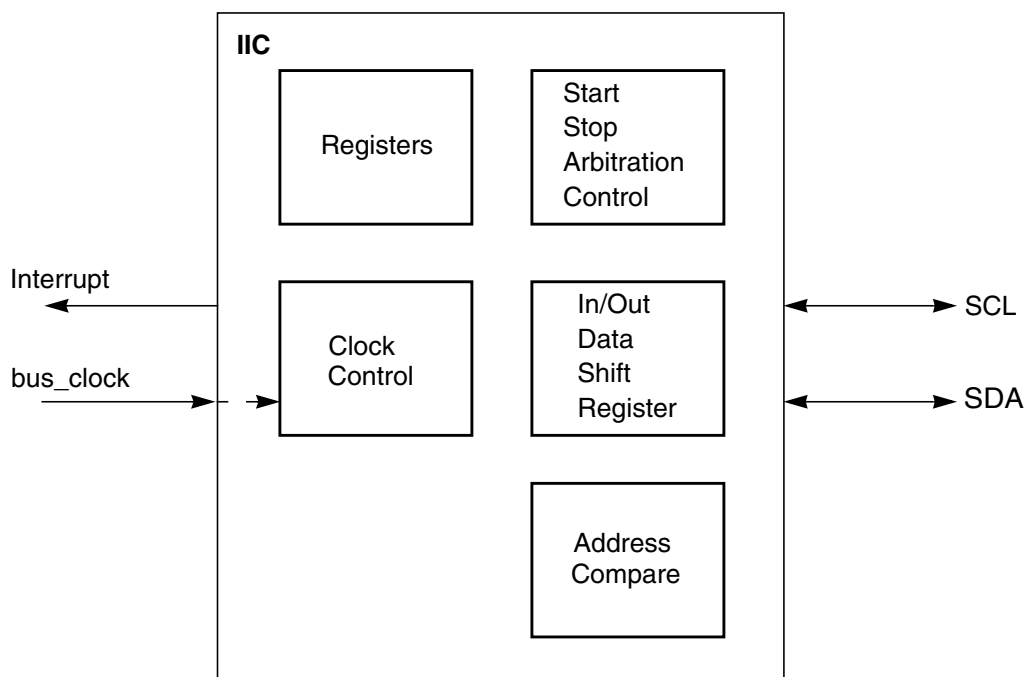 IIC
Registers
Start
Stop
Arbitration
Control
Interrupt
bus_clock
Clock
Control
In/Out
Data
Shift
Register
SCL
SDA
Address
Compare